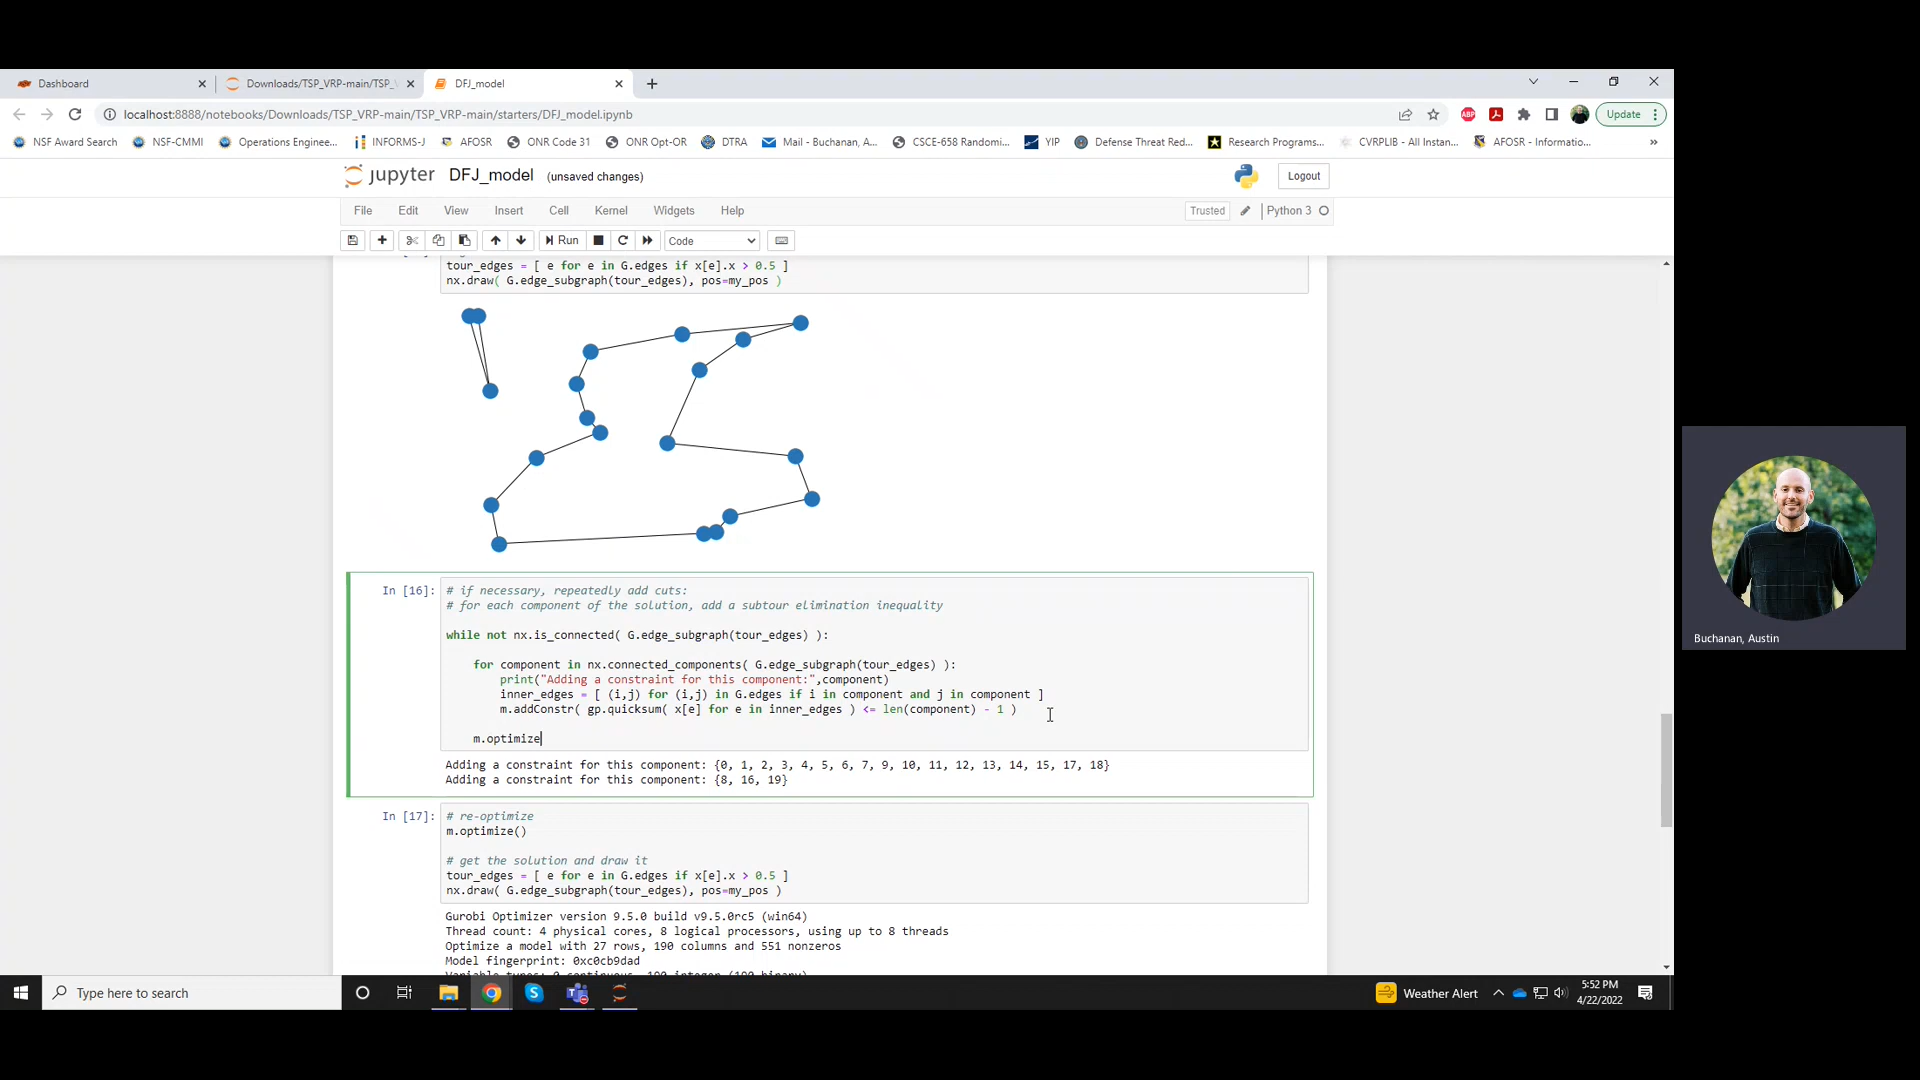 Dashboard
Downloads/TSP_VRP-main/TSP_V
DFJ_model
localhost:8888/notebooks/Downloads/TSP_VRP-main/TSP_VRP-main/starters/DFJ_model.ipynb
ABP
Update
NSF Award Search
NSF-CMMI
Operations Enginee...
INFORMS-J
AFOSR
ONR Code 31
ONR Opt-OR
DTRA
Mail - Buchanan, A...
CSCE-658 Randomi...
YIP
Defense Threat Red...
Research Programs...
CVRPLIB - All Instan...
AFOSR - Informatio...
»
jupyter DFJ_model (unsaved changes)
Logout
File Edit View Insert Cell Kernel Widgets Help
Trusted
Python 3
Run
Code
tour_edges = [ e for e in G.edges if x[e].x > 0.5 ]
nx.draw( G.edge_subgraph(tour_edges), pos=my_pos )
In [16]:
# if necessary, repeatedly add cuts:
# for each component of the solution, add a subtour elimination inequality
while not nx.is_connected( G.edge_subgraph(tour_edges) ):
for component in nx.connected_components( G.edge_subgraph(tour_edges) ):
print("Adding a constraint for this component:",component)
inner_edges = [ (i,j) for (i,j) in G.edges if i in component and j in component ]
m.addConstr( gp.quicksum( x[e] for e in inner_edges ) <= len(component) - 1 )
m.optimize
Adding a constraint for this component: {0, 1, 2, 3, 4, 5, 6, 7, 9, 10, 11, 12, 13, 14, 15, 17, 18}
Adding a constraint for this component: {8, 16, 19}
In [17]:
# re-optimize
m.optimize()
# get the solution and draw it
tour_edges = [ e for e in G.edges if x[e].x > 0.5 ]
nx.draw( G.edge_subgraph(tour_edges), pos=my_pos )
Gurobi Optimizer version 9.5.0 build v9.5.0rc5 (win64)
Thread count: 4 physical cores, 8 logical processors, using up to 8 threads
Optimize a model with 27 rows, 190 columns and 551 nonzeros
Model fingerprint: 0xc0cb9dad
Buchanan, Austin
Type here to search
Weather Alert
5:52 PM
4/22/2022